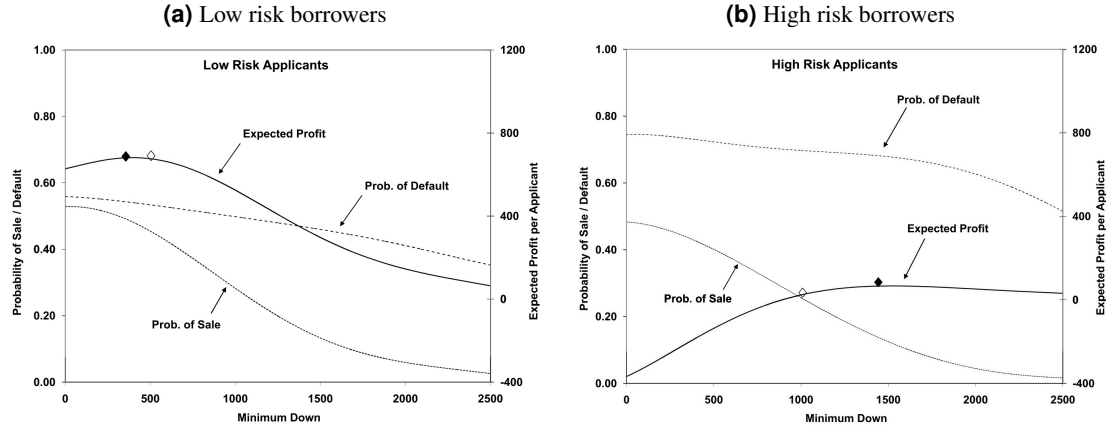 (a) Low risk borrowers
Low Risk Applicants
1.00
0.80
0.60
0.40
0.20
0.00
Probability of Sale / Default
1200
800
400
0
-400
Expected Profit per Applicant
Expected Profit
Prob. of Default
Prob. of Sale
0 500 1000 1500 2000 2500
Minimum Down
(b) High risk borrowers
High Risk Applicants
1.00
0.80
0.60
0.40
0.20
0.00
Probability of Sale / Default
1200
800
400
0
-400
Expected Profit per Applicant
Prob. of Default
Expected Profit
Prob. of Sale
0 500 1000 1500 2000 2500
Minimum Down